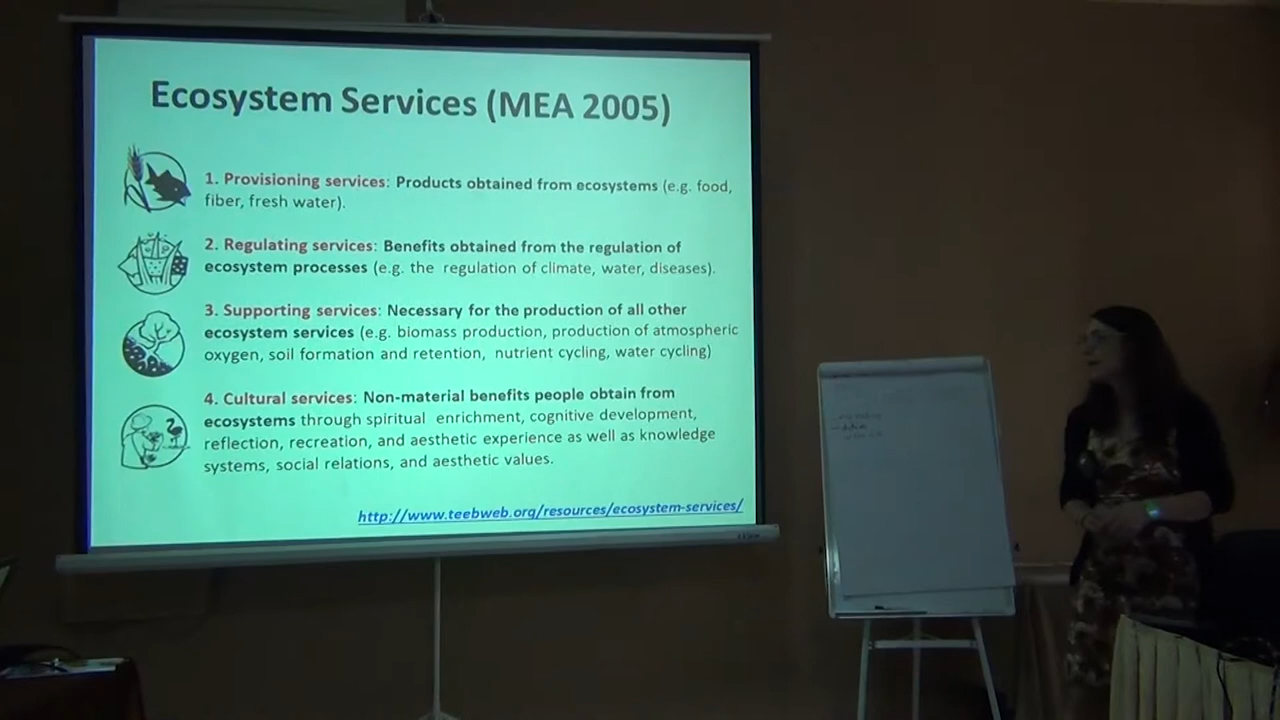 Ecosystem Services (MEA 2005)
1. Provisioning services: Products obtained from ecosystems (e.g. food,
fiber, fresh water).
2. Regulating services: Benefits obtained from the regulation of
ecosystem processes (e.g. the regulation of climate, water, diseases).
3. Supporting services: Necessary for the production of all other
ecosystem services (e.g. biomass production, production of atmospheric
oxygen, soil formation and retention, nutrient cycling, water cycling)
4. Cultural services: Non-material benefits people obtain from
ecosystems through spiritual enrichment, cognitive development,
reflection, recreation, and aesthetic experience as well as knowledge
systems, social relations, and aesthetic values.
http://www.teebweb.org/resources/ecosystem-services/